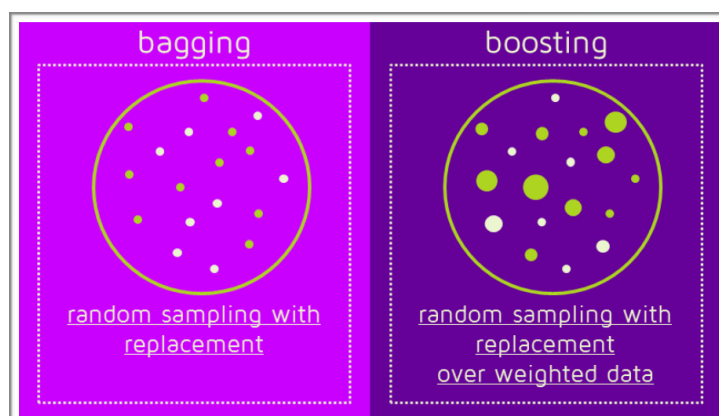 bagging
random sampling with
replacement
boosting
random sampling with
replacement
over weighted data